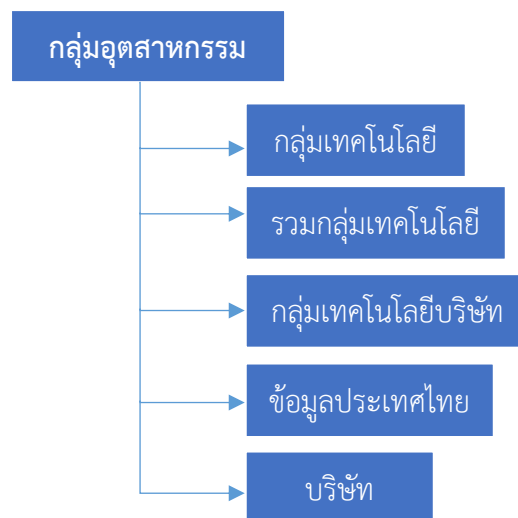 กลุ่มอุตสาหกรรม
กลุ่มเทคโนโลยี
รวมกลุ่มเทคโนโลยี
กลุ่มเทคโนโลยีบริษัท
ข้อมูลประเทศไทย
บริษัท